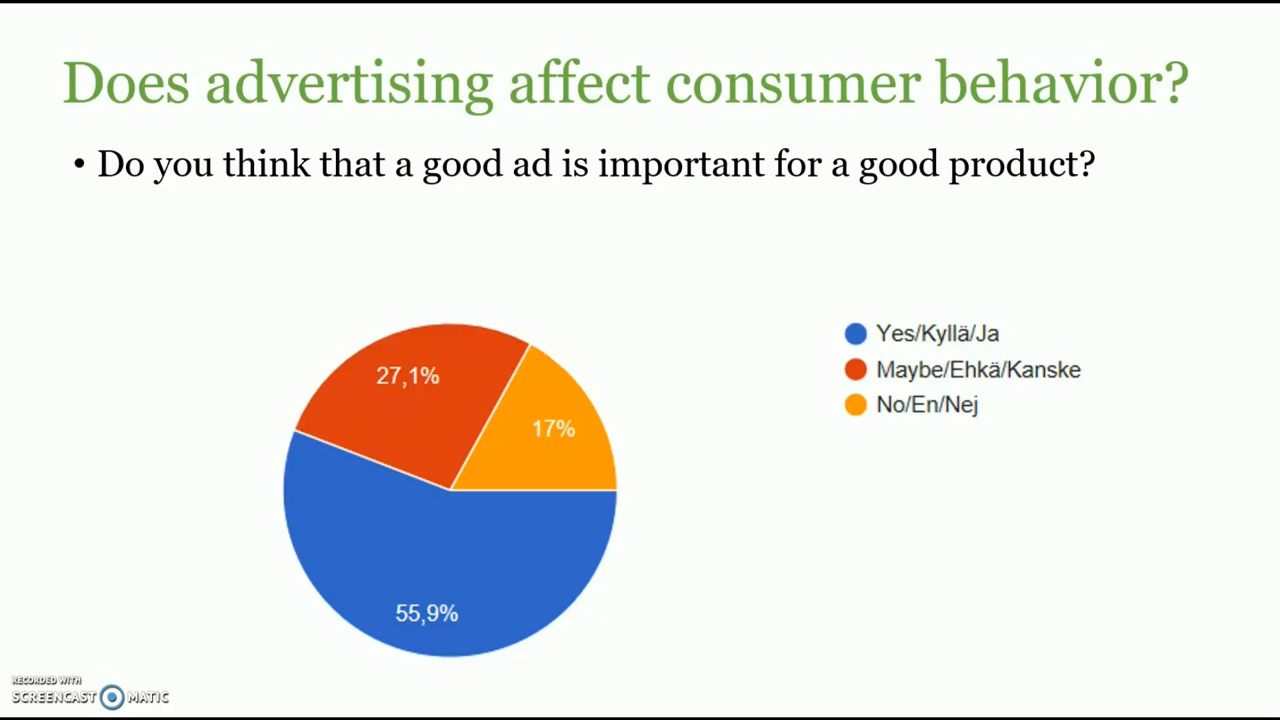 Does advertising affect consumer behavior?
• Do you think that a good ad is important for a good product?
27,1%
17%
55,9%
Yes/Kyllä/Ja
Maybe/Ehkä/Kanske
No/En/Nej
RECORDED WITH
SCREENCAST MATIC